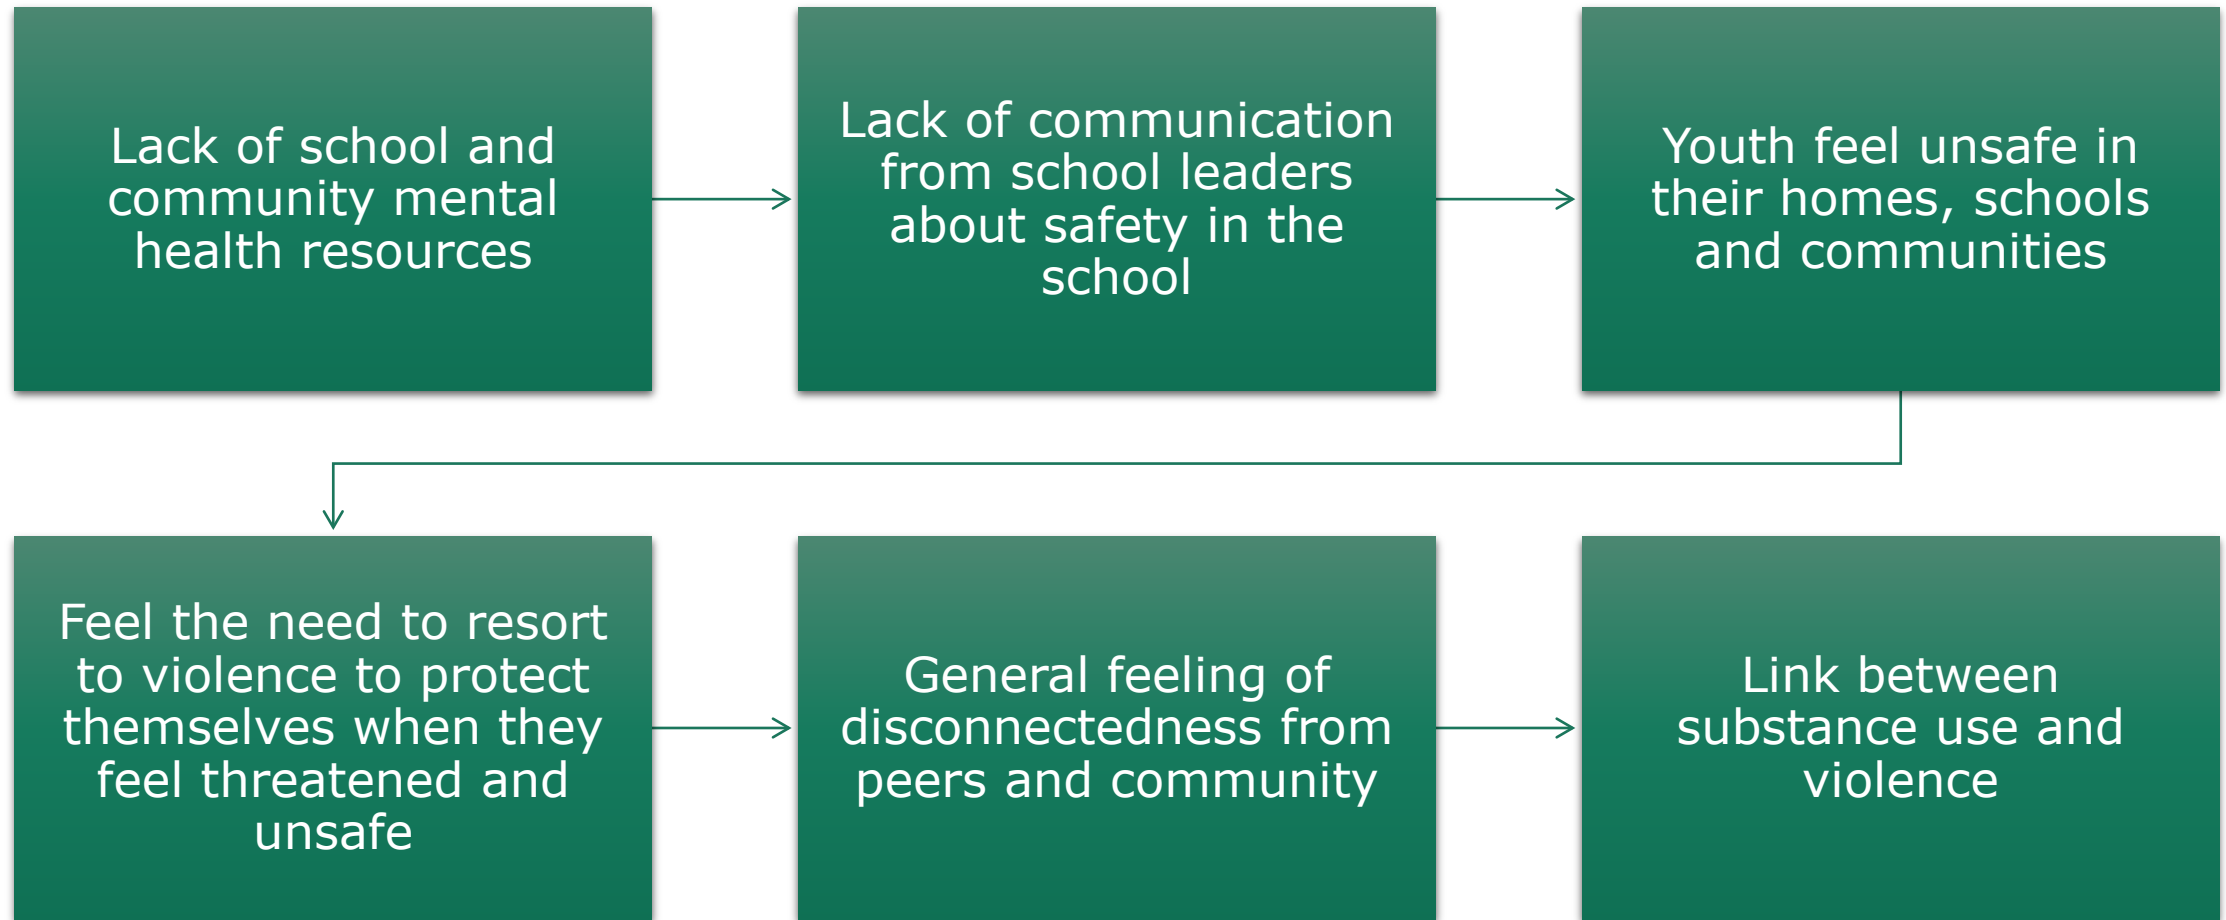 Lack of school and
community mental
health resources
Lack of communication
from school leaders
about safety in the
school
Youth feel unsafe in
their homes, schools
and communities
Feel the need to resort
to violence to protect
themselves when they
feel threatened and
unsafe
General feeling of
disconnectedness from
peers and community
Link between
substance use and
violence